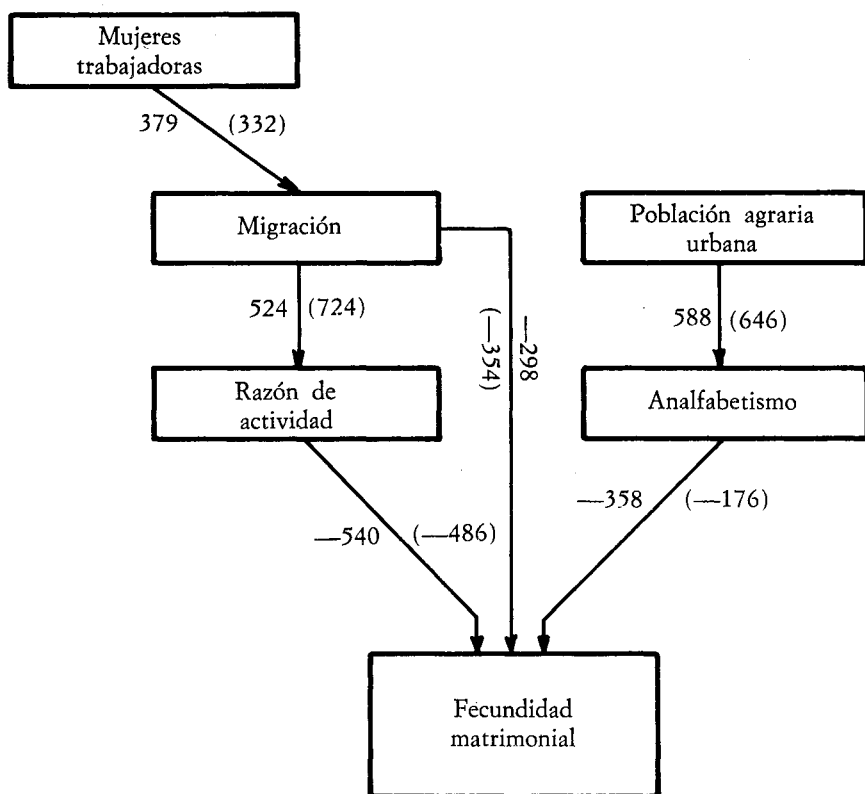 Mujeres
trabajadoras
379 (332)
Migración
Población agraria
urbana
524 (724)
—298
(—354)
588 (646)
Razón de
actividad
Analfabetismo
—540 (—486)
—358 (—176)
Fecundidad
matrimonial